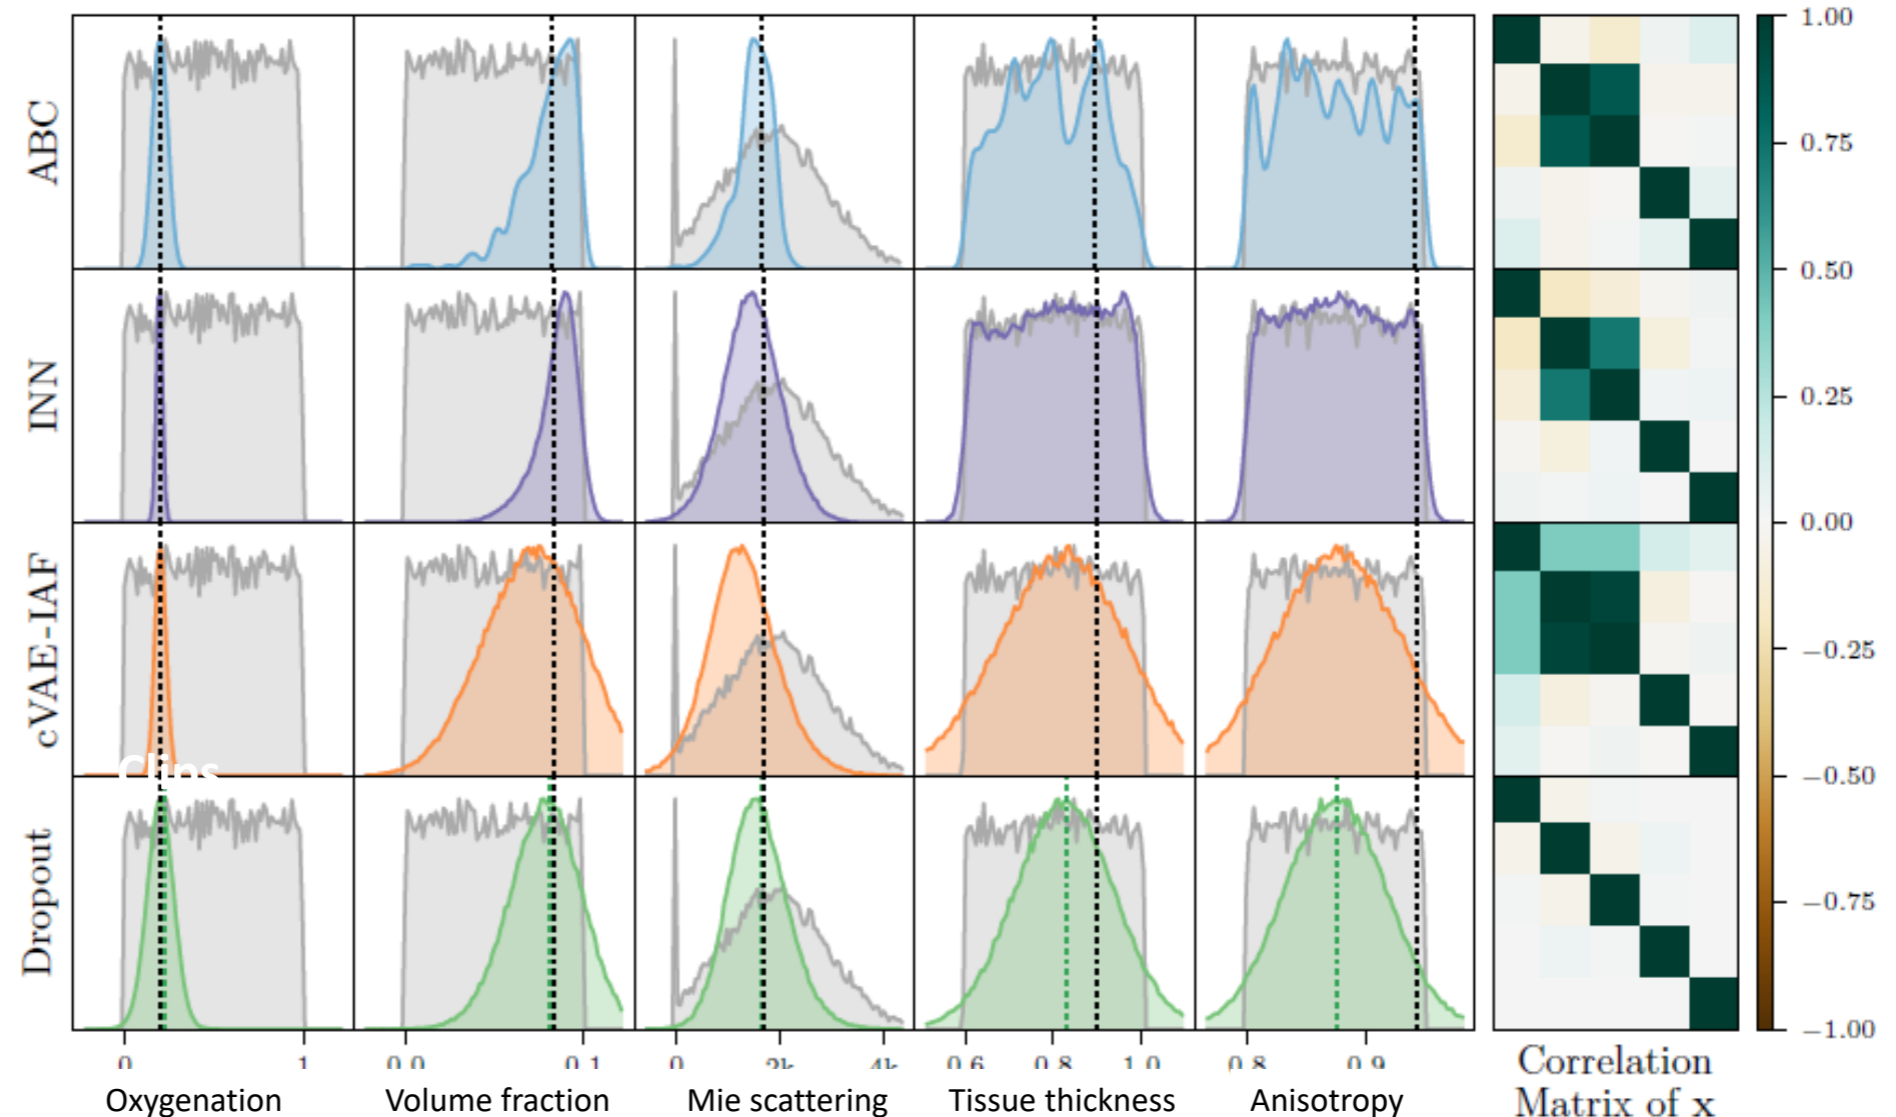 ABC
INN
cVAE-IAF
Clips
Dropout
0 1 0.0 0.1 0 2k 4k 0.6 0.8 1.0 0.8 0.9
Oxygenation Volume fraction Mie scattering Tissue thickness Anisotropy
1.00
0.75
0.50
0.25
0.00
−0.25
−0.50
−0.75
−1.00
Correlation
Matrix of x